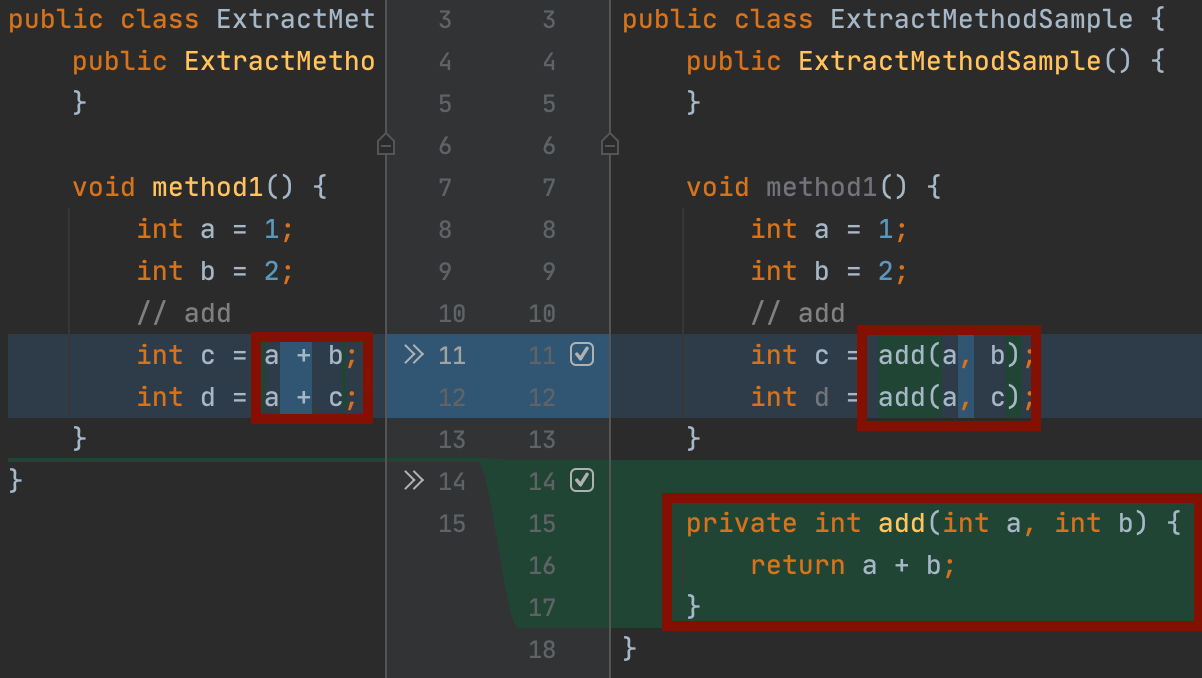 public class ExtractMet
    public ExtractMetho
    }

    void method1() {
        int a = 1;
        int b = 2;
        // add
        int c = a + b;
        int d = a + c;
    }
}
3 3
4 4
5 5
6 6
7 7
8 8
9 9
10 10
11 11
12 12
13 13
14 14
15 15
16
17
18
public class ExtractMethodSample {
    public ExtractMethodSample() {
    }

    void method1() {
        int a = 1;
        int b = 2;
        // add
        int c = add(a, b);
        int d = add(a, c);
    }

    private int add(int a, int b) {
        return a + b;
    }
}